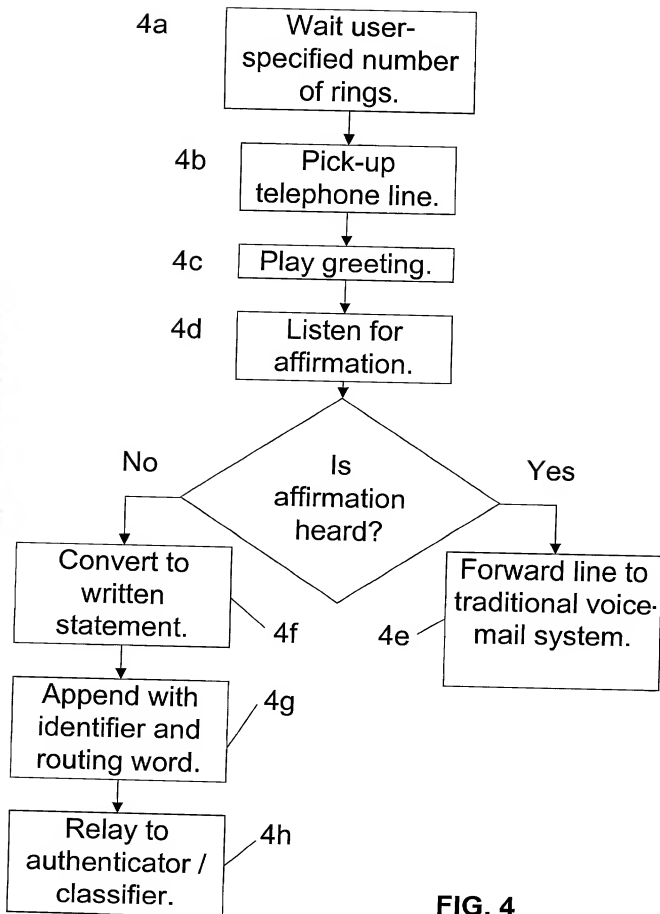 4a
Wait user-
specified number
of rings.
4b
Pick-up
telephone line.
4c
Play greeting.
4d
Listen for
affirmation.
No
Is
affirmation
heard?
Yes
Convert to
written
statement.
4f
4e
Forward line to
traditional voice-
mail system.
Append with
identifier and
routing word.
4g
Relay to
authenticator /
classifier.
4h
FIG. 4